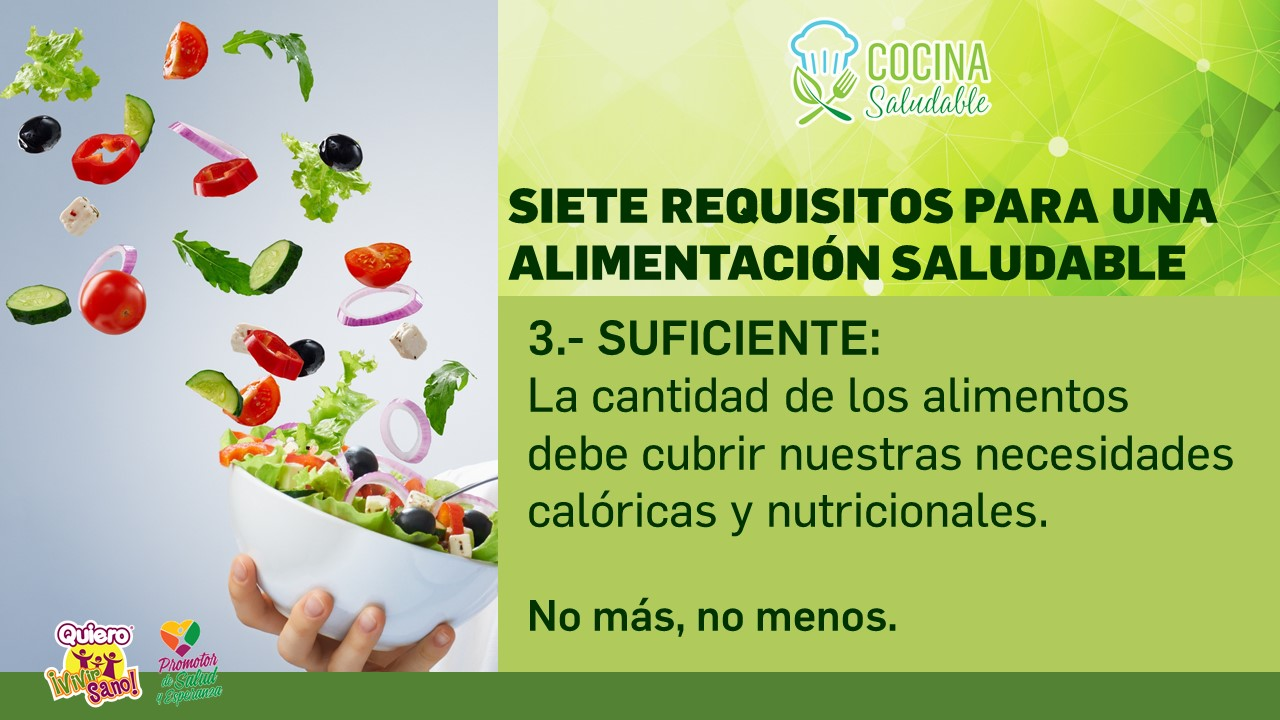 COCINA
Saludable
SIETE REQUISITOS PARA UNA
ALIMENTACIÓN SALUDABLE
3.- SUFICIENTE:
La cantidad de los alimentos
debe cubrir nuestras necesidades
calóricas y nutricionales.
No más, no menos.
Quiero
¡Vivir
Sano!
Promotor
de Salud
y Esperanza